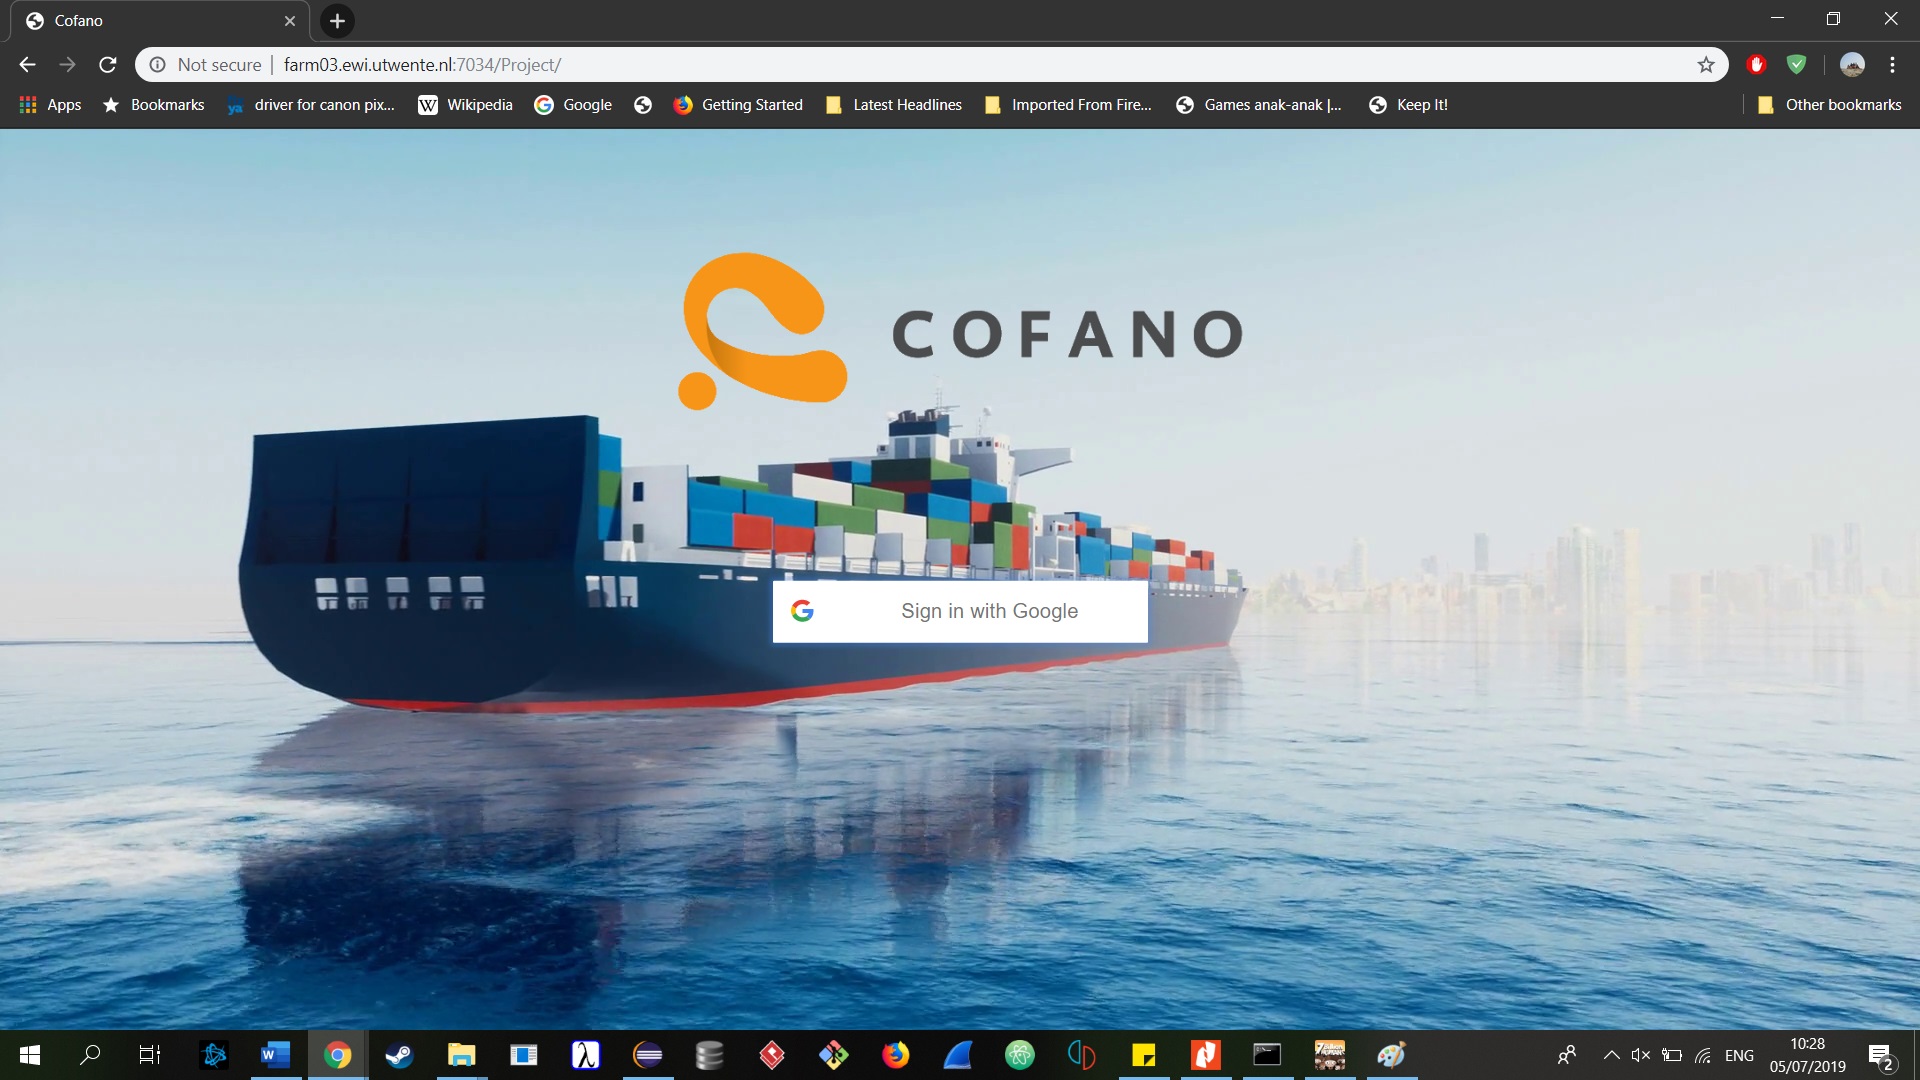 Cofano
Not secure
farm03.ewi.utwente.nl:7034/Project/
Apps
Bookmarks
ya
driver for canon pix...
W
Wikipedia
Google
Getting Started
Latest Headlines
Imported From Fire...
Games anak-anak |...
Keep It!
Other bookmarks
COFANO
Sign in with Google
ENG
10:28
05/07/2019
2